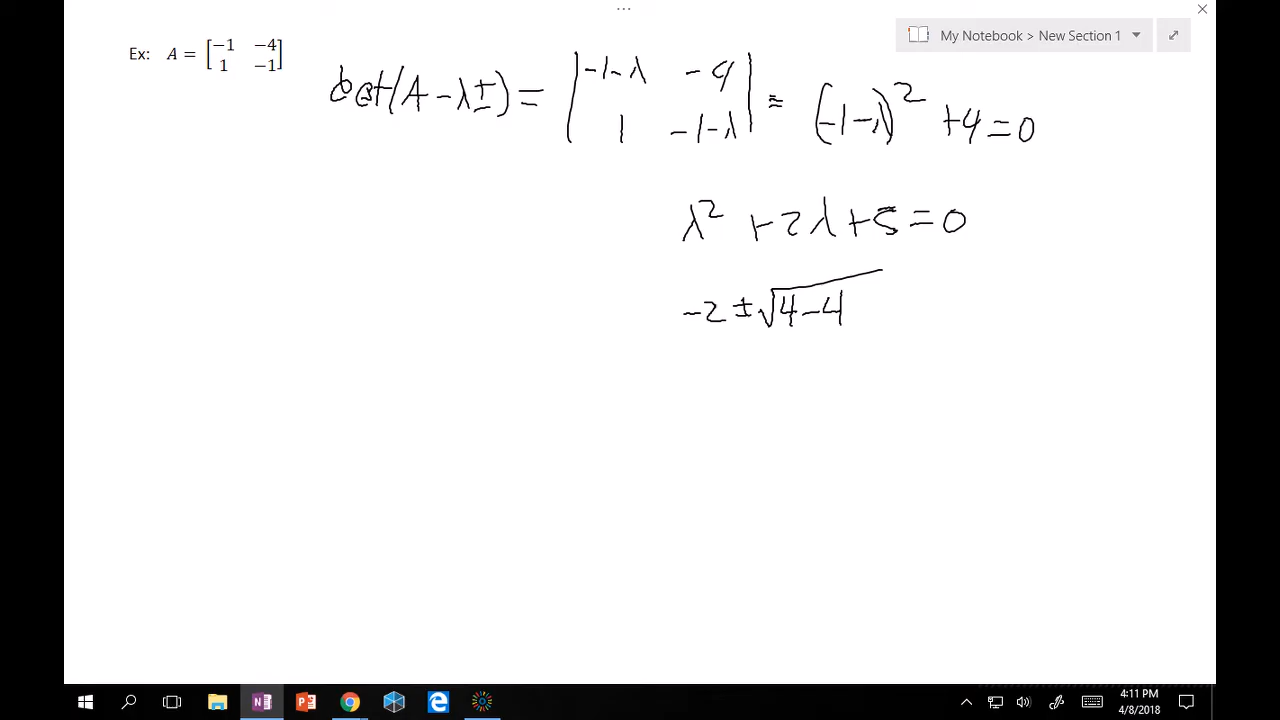 ...
My Notebook > New Section 1
Ex: A = [−1 −4; 1 −1]
det(A − λI) = | −1−λ −4; 1 −1−λ | = (−1−λ)² + 4 = 0
λ² + 2λ + 5 = 0
−2 ± √4−4
4:11 PM
4/8/2018